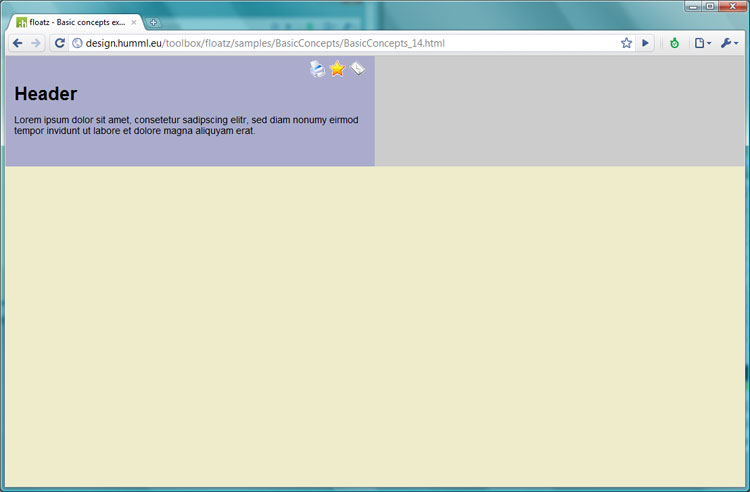 floatz - Basic concepts ex...
design.humml.eu/toolbox/floatz/samples/BasicConcepts/BasicConcepts_14.html
Header
Lorem ipsum dolor sit amet, consetetur sadipscing elitr, sed diam nonumy eirmod
tempor invidunt ut labore et dolore magna aliquyam erat.